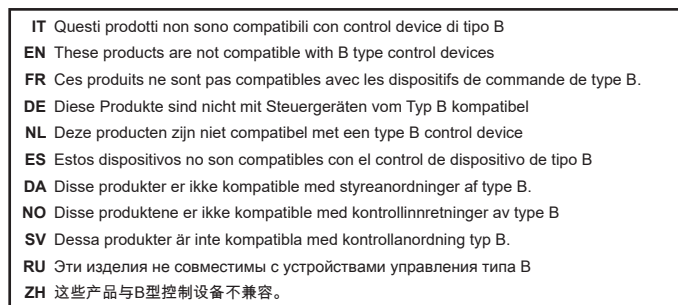 IT Questi prodotti non sono compatibili con control device di tipo B
EN These products are not compatible with B type control devices
FR Ces produits ne sont pas compatibles avec les dispositifs de commande de type B.
DE Diese Produkte sind nicht mit Steuergeräten vom Typ B kompatibel
NL Deze producten zijn niet compatibel met een type B control device
ES Estos dispositivos no son compatibles con el control de dispositivo de tipo B
DA Disse produkter er ikke kompatible med styreanordninger af type B.
NO Disse produktene er ikke kompatible med kontrollinnretninger av type B
SV Dessa produkter är inte kompatibla med kontrollanordning typ B.
RU Эти изделия не совместимы с устройствами управления типа B
ZH 这些产品与B型控制设备不兼容。